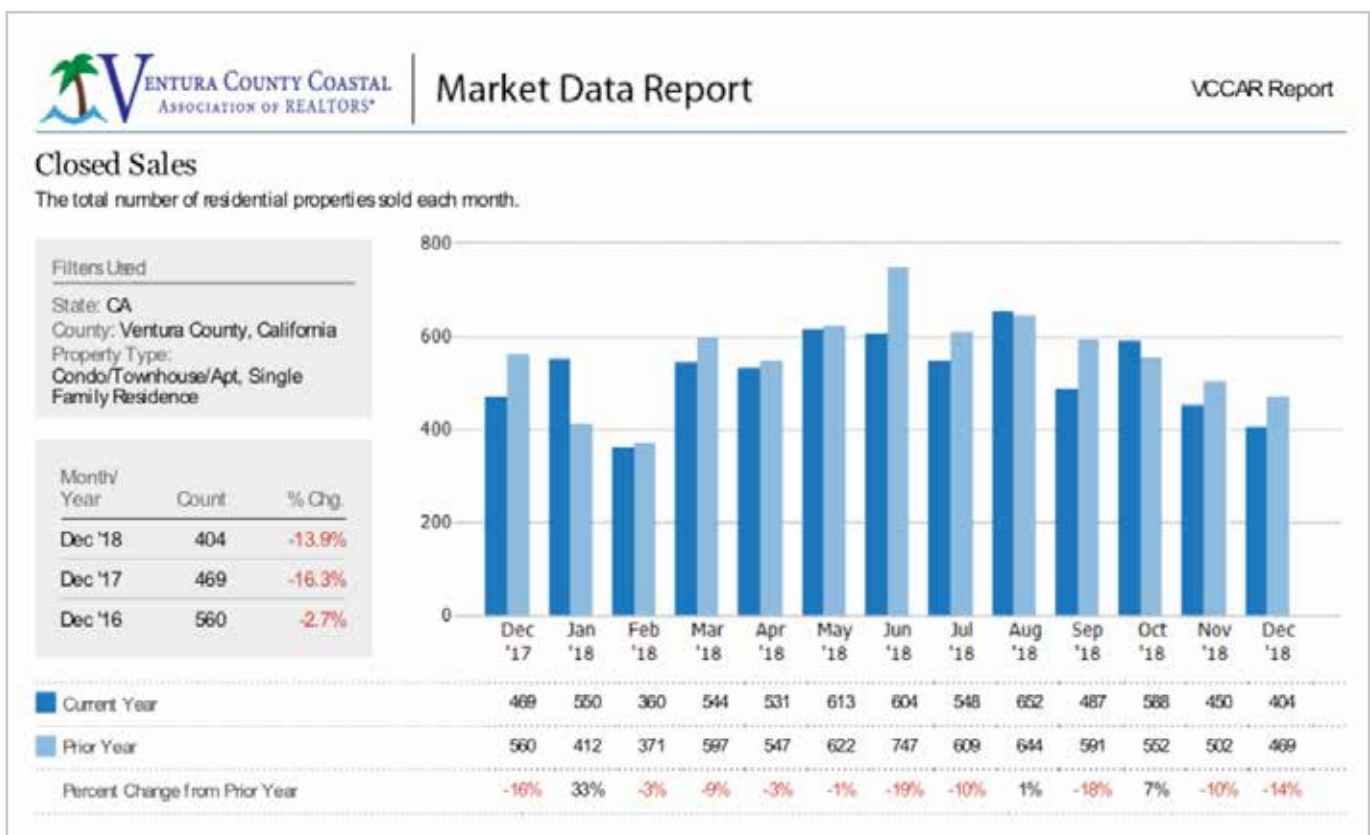 VENTURA COUNTY COASTAL
ASSOCIATION OF REALTORS®
Market Data Report
VCCAR Report
Closed Sales
The total number of residential properties sold each month.
Filters Used
State: CA
County: Ventura County, California
Property Type:
Condo/Townhouse/Apt, Single
Family Residence
Month/
Year Count % Chg.
Dec '18 404 -13.9%
Dec '17 469 -16.3%
Dec '16 560 -2.7%
800
600
400
200
0
Dec Jan Feb Mar Apr May Jun Jul Aug Sep Oct Nov Dec
'17 '18 '18 '18 '18 '18 '18 '18 '18 '18 '18 '18 '18
Current Year 469 550 360 544 531 613 604 548 652 487 588 450 404
Prior Year 560 412 371 597 547 622 747 609 644 591 552 502 469
Percent Change from Prior Year -16% 33% -3% -9% -3% -1% -19% -10% 1% -18% 7% -10% -14%